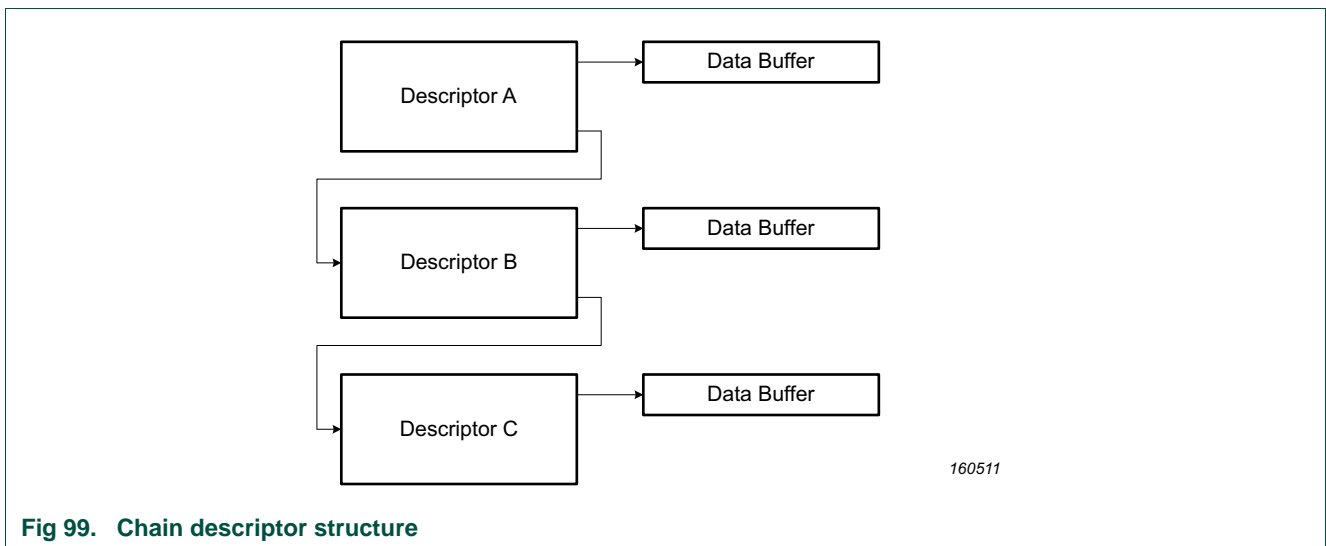 Descriptor A
Data Buffer
Descriptor B
Data Buffer
Descriptor C
Data Buffer
160511
Fig 99. Chain descriptor structure